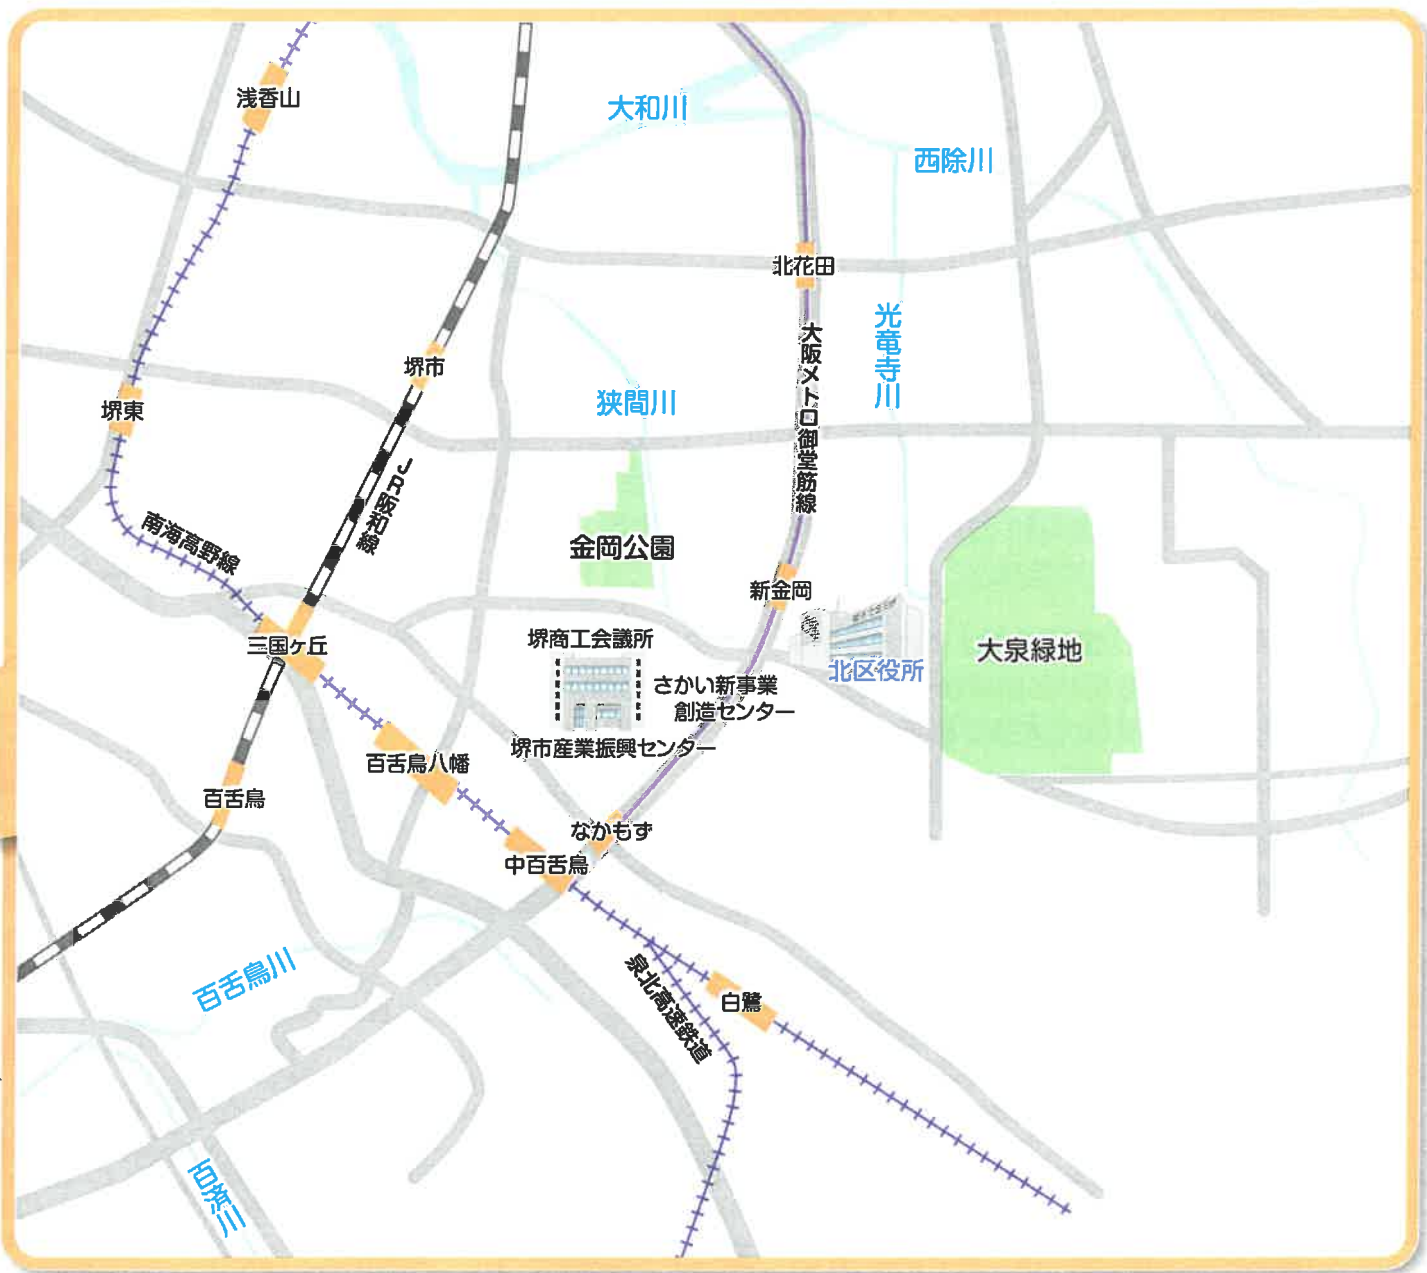 浅香山
大和川
西除川
北花田
光竜寺川
大阪メトロ御堂筋線
堺市
狭間川
堺東
JR阪和線
南海高野線
金岡公園
新金岡
三国ヶ丘
堺商工会議所
北区役所
大泉緑地
さかい新事業
創造センター
堺市産業振興センター
百舌鳥八幡
百舌鳥
なかもず
中百舌鳥
百舌鳥川
泉北高速鉄道
白鷺
百済川